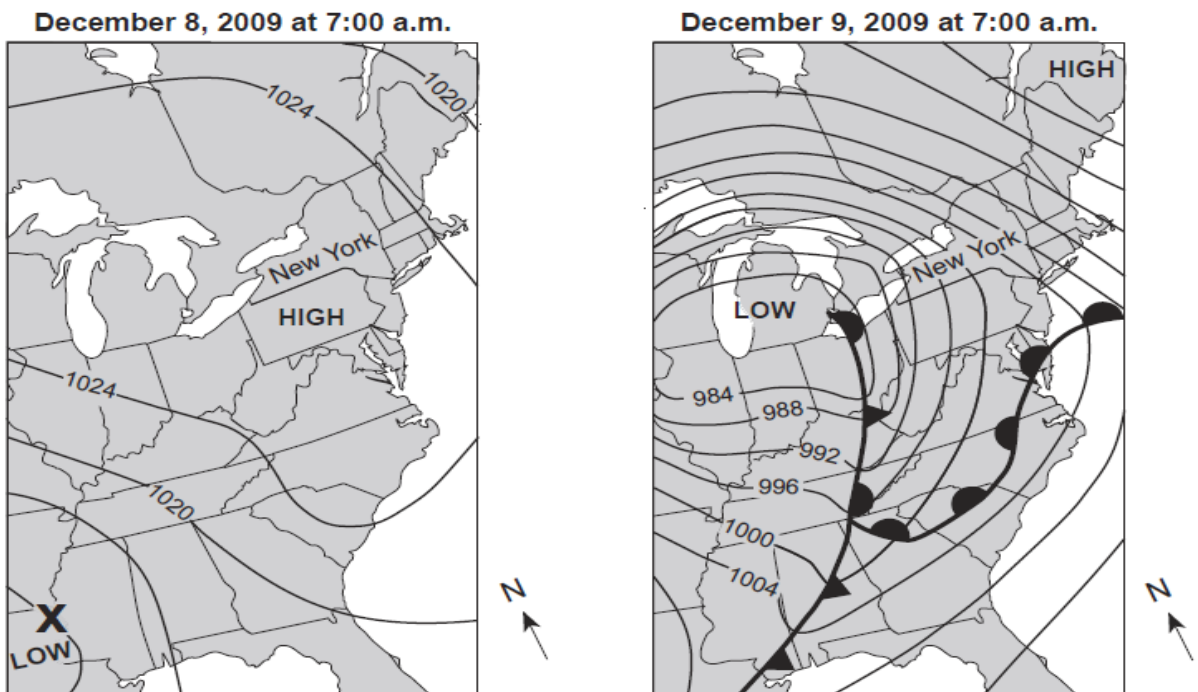 December 8, 2009 at 7:00 a.m.
1024
1020
New York
HIGH
1024
1020
X
LOW
N
December 9, 2009 at 7:00 a.m.
HIGH
New York
LOW
984
988
992
996
1000
1004
N